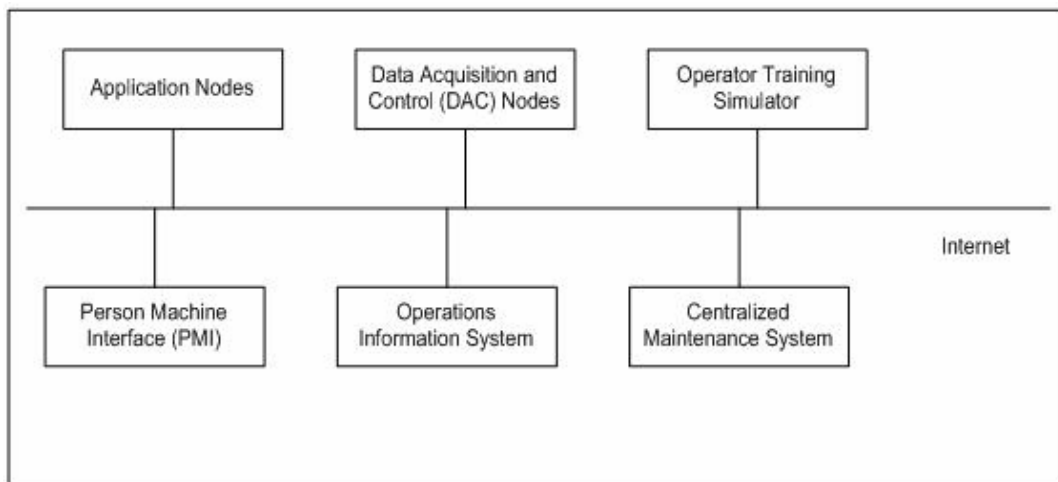 Application Nodes
Data Acquisition and
Control (DAC) Nodes
Operator Training
Simulator
Internet
Person Machine
Interface (PMI)
Operations
Information System
Centralized
Maintenance System